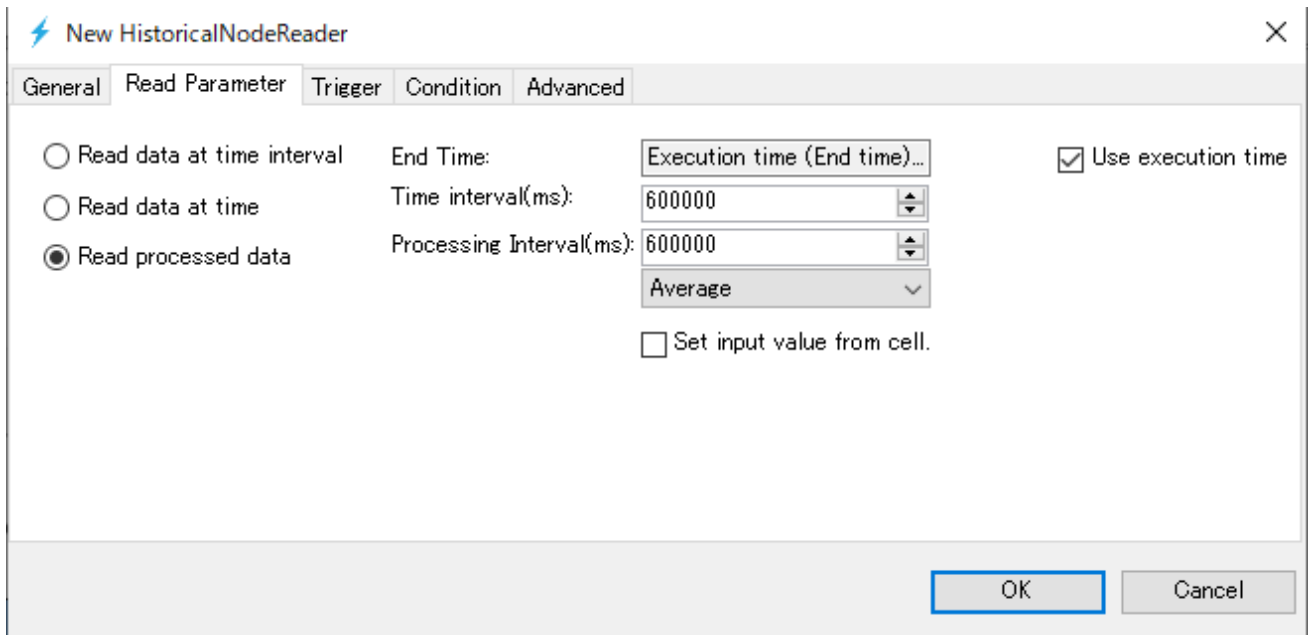 New HistoricalNodeReader
General Read Parameter Trigger Condition Advanced
Read data at time interval
Read data at time
Read processed data
End Time: Execution time (End time)...
Time interval(ms): 600000
Processing Interval(ms): 600000
Average
Set input value from cell.
Use execution time
OK Cancel